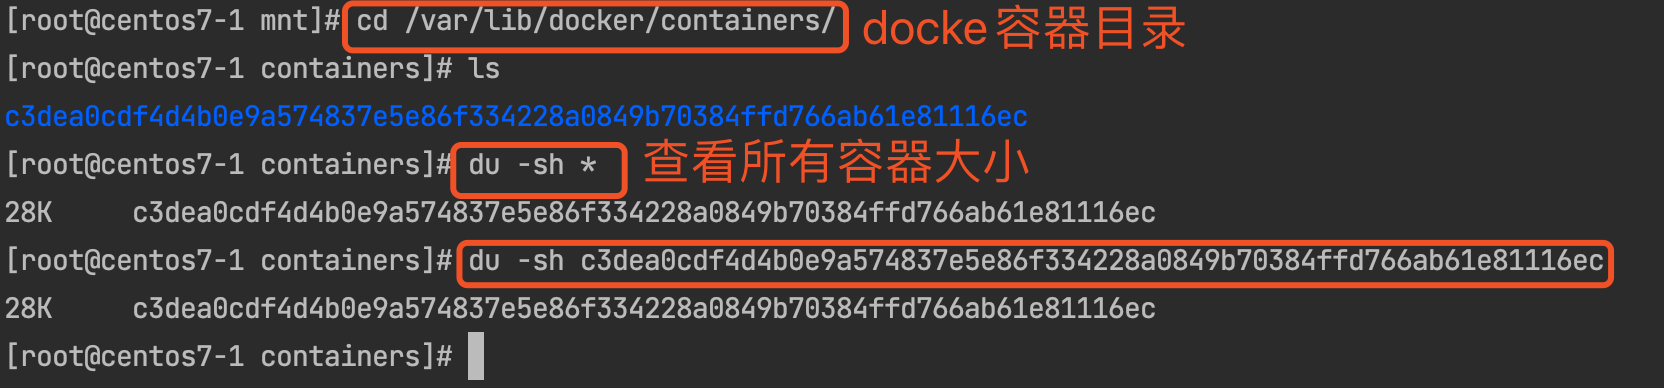 [root@centos7-1 mnt]# cd /var/lib/docker/containers/ docke容器目录
[root@centos7-1 containers]# ls
c3dea0cdf4d4b0e9a574837e5e86f334228a0849b70384ffd766ab61e81116ec
[root@centos7-1 containers]# du -sh * 查看所有容器大小
28K     c3dea0cdf4d4b0e9a574837e5e86f334228a0849b70384ffd766ab61e81116ec
[root@centos7-1 containers]# du -sh c3dea0cdf4d4b0e9a574837e5e86f334228a0849b70384ffd766ab61e81116ec
28K     c3dea0cdf4d4b0e9a574837e5e86f334228a0849b70384ffd766ab61e81116ec
[root@centos7-1 containers]#